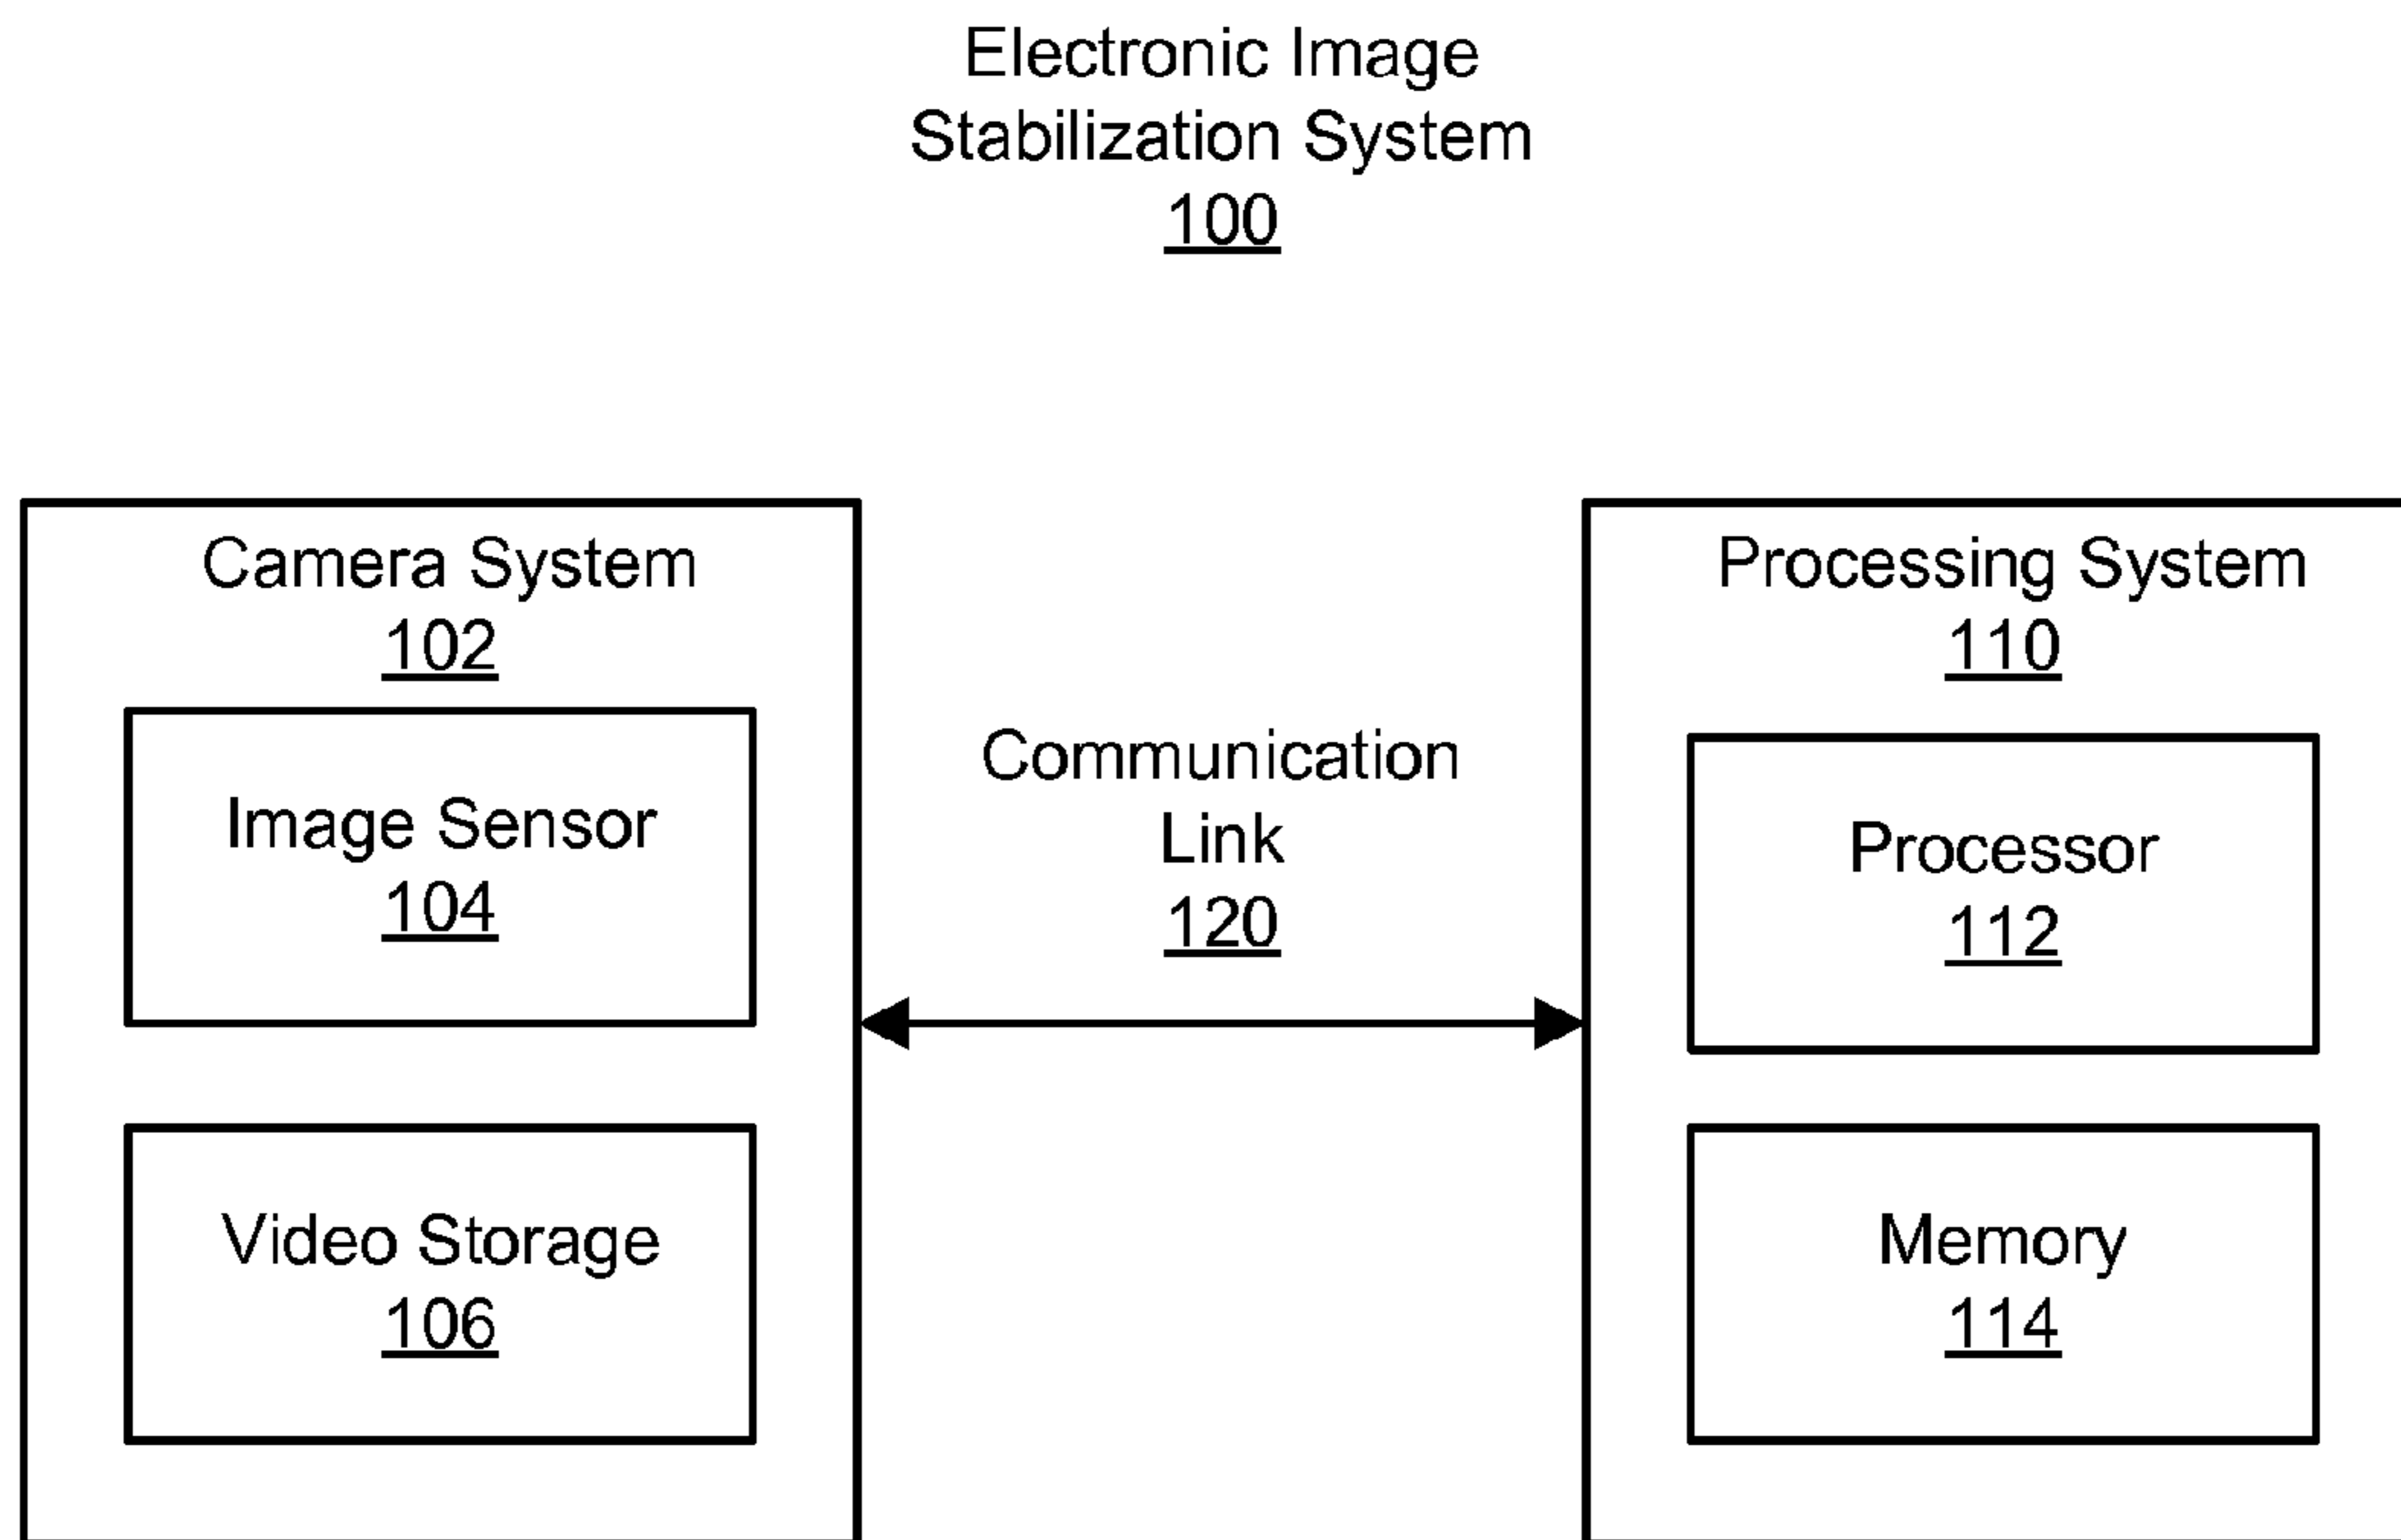 Electronic Image
Stabilization System
100
Camera System
102
Image Sensor
104
Video Storage
106
Communication
Link
120
Processing System
110
Processor
112
Memory
114